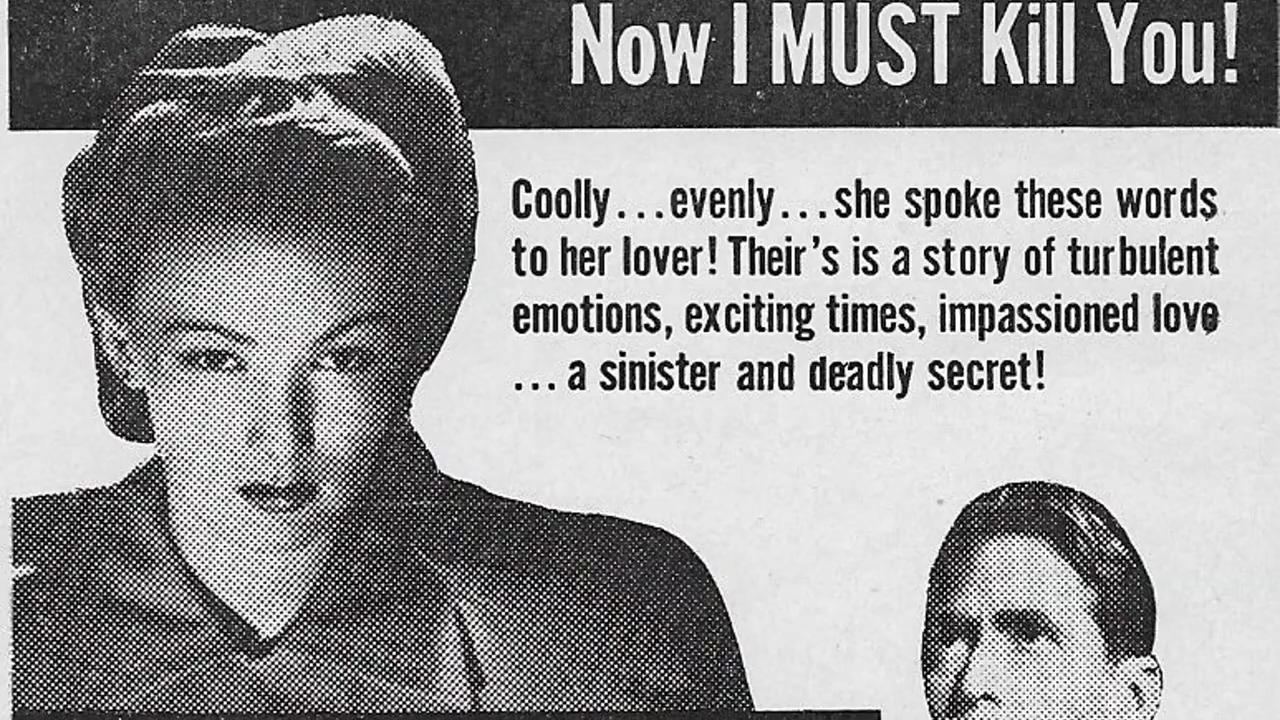 Now I MUST Kill You!
Coolly...evenly...she spoke these words
to her lover! Their's is a story of turbulent
emotions, exciting times, impassioned love
... a sinister and deadly secret!